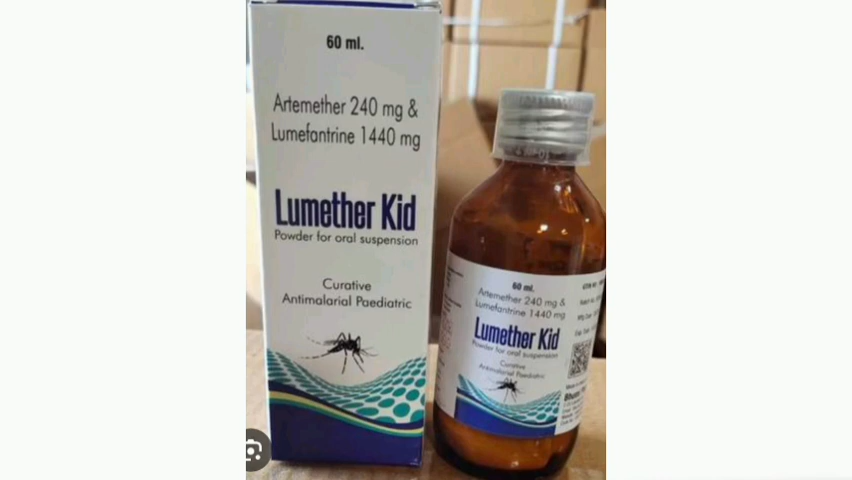 60 ml.
Artemether 240 mg &
Lumefantrine 1440 mg
Lumether Kid
Powder for oral suspension
Curative
Antimalarial Paediatric
60 ml.
Artemether 240 mg &
Lumefantrine 1440 mg
Lumether Kid
Powder for oral suspension
Curative
Antimalarial Paediatric